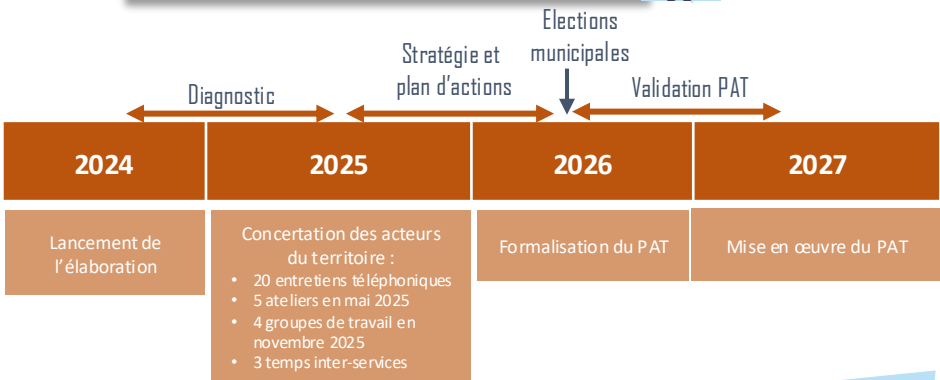 Elections
municipales
Stratégie et
plan d'actions
Diagnostic
Validation PAT
2024
2025
2026
2027
Lancement de
l'élaboration
Concertation des acteurs
du territoire :
• 20 entretiens téléphoniques
• 5 ateliers en mai 2025
• 4 groupes de travail en
novembre 2025
• 3 temps inter-services
Formalisation du PAT
Mise en œuvre du PAT